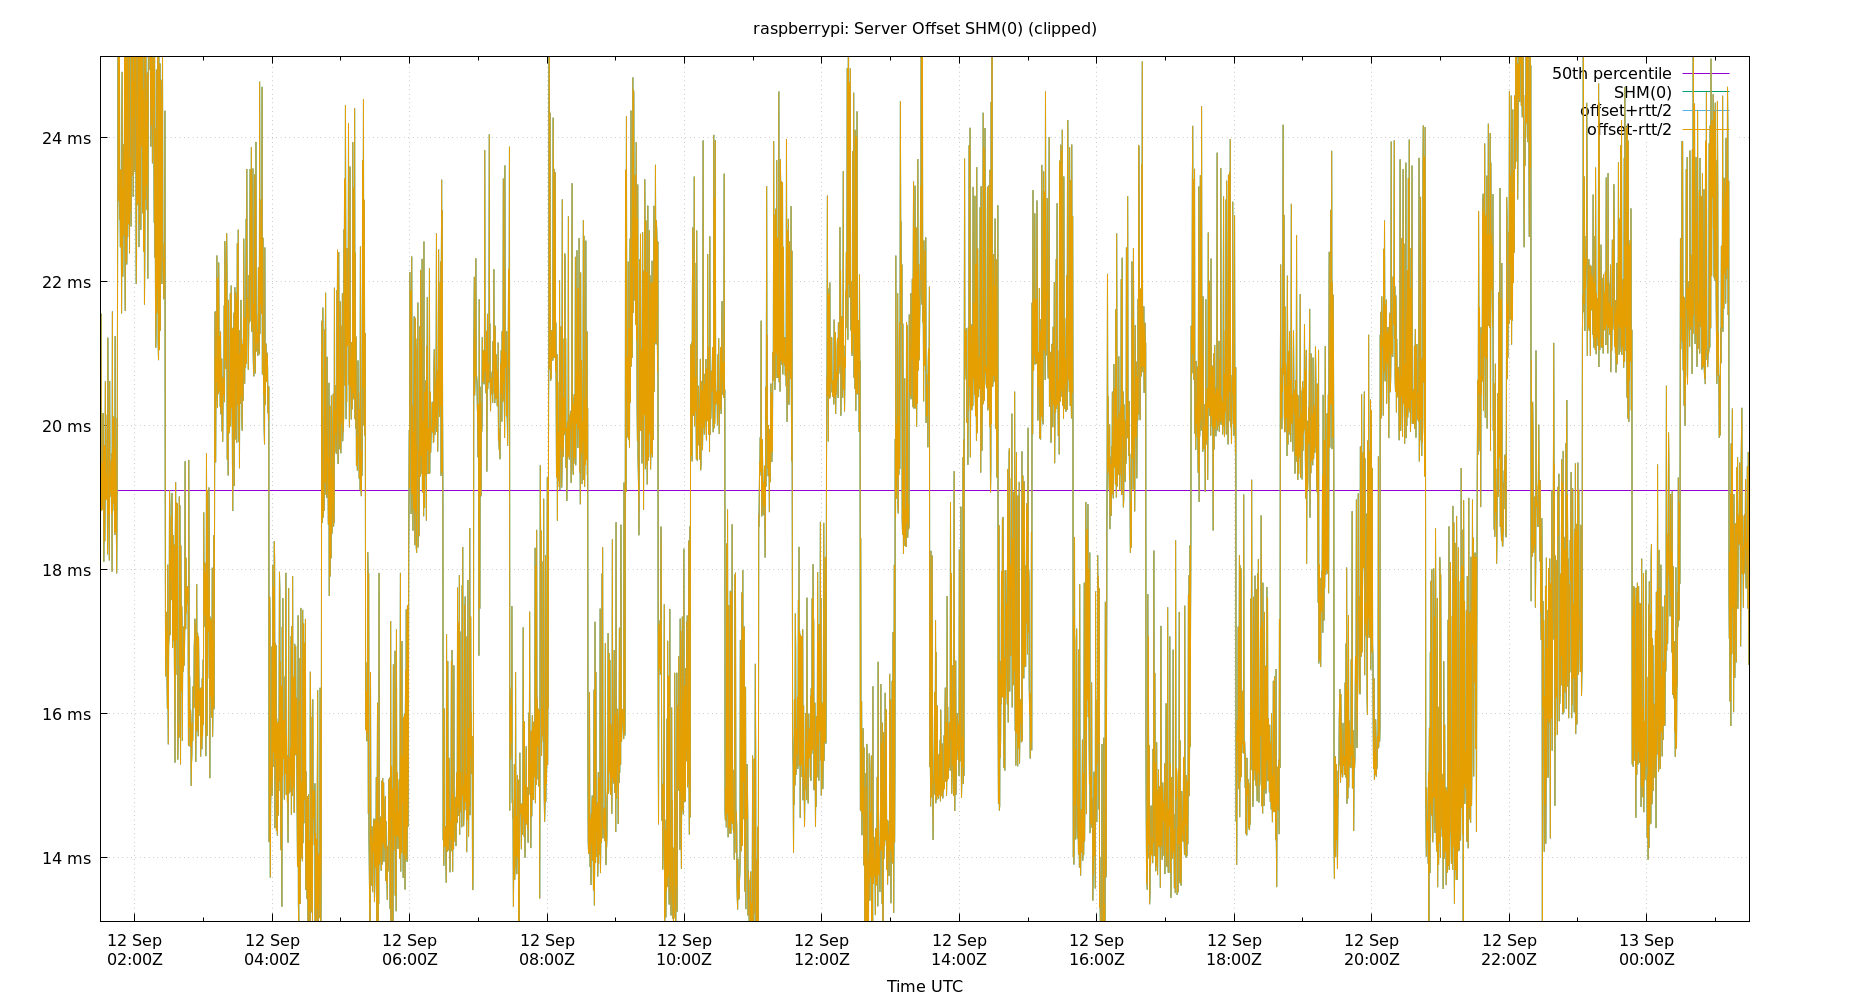 raspberrypi: Server Offset SHM(0) (clipped)
50th percentile
SHM(0)
offset+rtt/2
offset-rtt/2
24 ms
22 ms
20 ms
18 ms
16 ms
14 ms
12 Sep 12 Sep 12 Sep 12 Sep 12 Sep 12 Sep 12 Sep 12 Sep 12 Sep 12 Sep 12 Sep 13 Sep
02:00Z 04:00Z 06:00Z 08:00Z 10:00Z 12:00Z 14:00Z 16:00Z 18:00Z 20:00Z 22:00Z 00:00Z
Time UTC